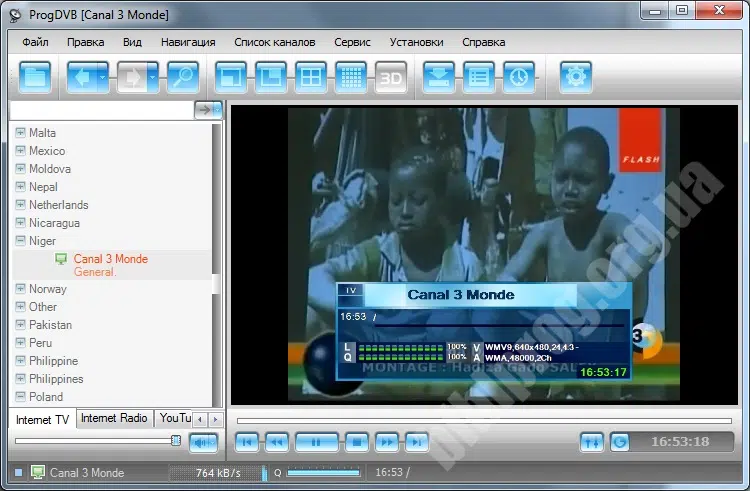 ProgDVB [Canal 3 Monde]
Файл Правка Вид Навигация Список каналов Сервис Установки Справка
3D
Malta
Mexico
Moldova
Nepal
Netherlands
Nicaragua
Niger
Canal 3 Monde
General.
Norway
Other
Pakistan
Peru
Philippine
Philippines
Poland
Internet TV Internet Radio YouTu
FLASH
TV Canal 3 Monde
16:53 /
L 100% V WMV9,640x480,24,4:3 -
Q 100% A WMA,48000,2Ch
3
MONTAGE : Hadiza Gado SAL
16:53:17
16:53:18
Canal 3 Monde 764 kB/s Q 16:53 /
bitprog.org.ua